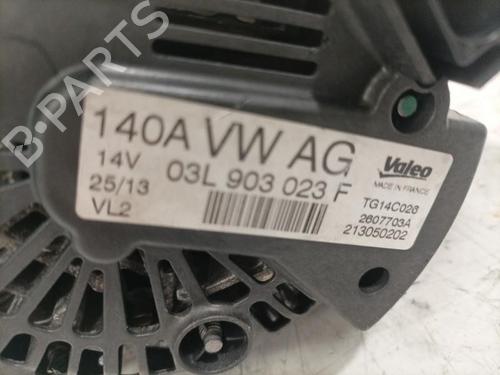 B-PARTS
140A VW AG
14V 03L 903 023 F
25/13
VL2
Valeo
MADE IN FRANCE
TG14C026
2607703A
213050202